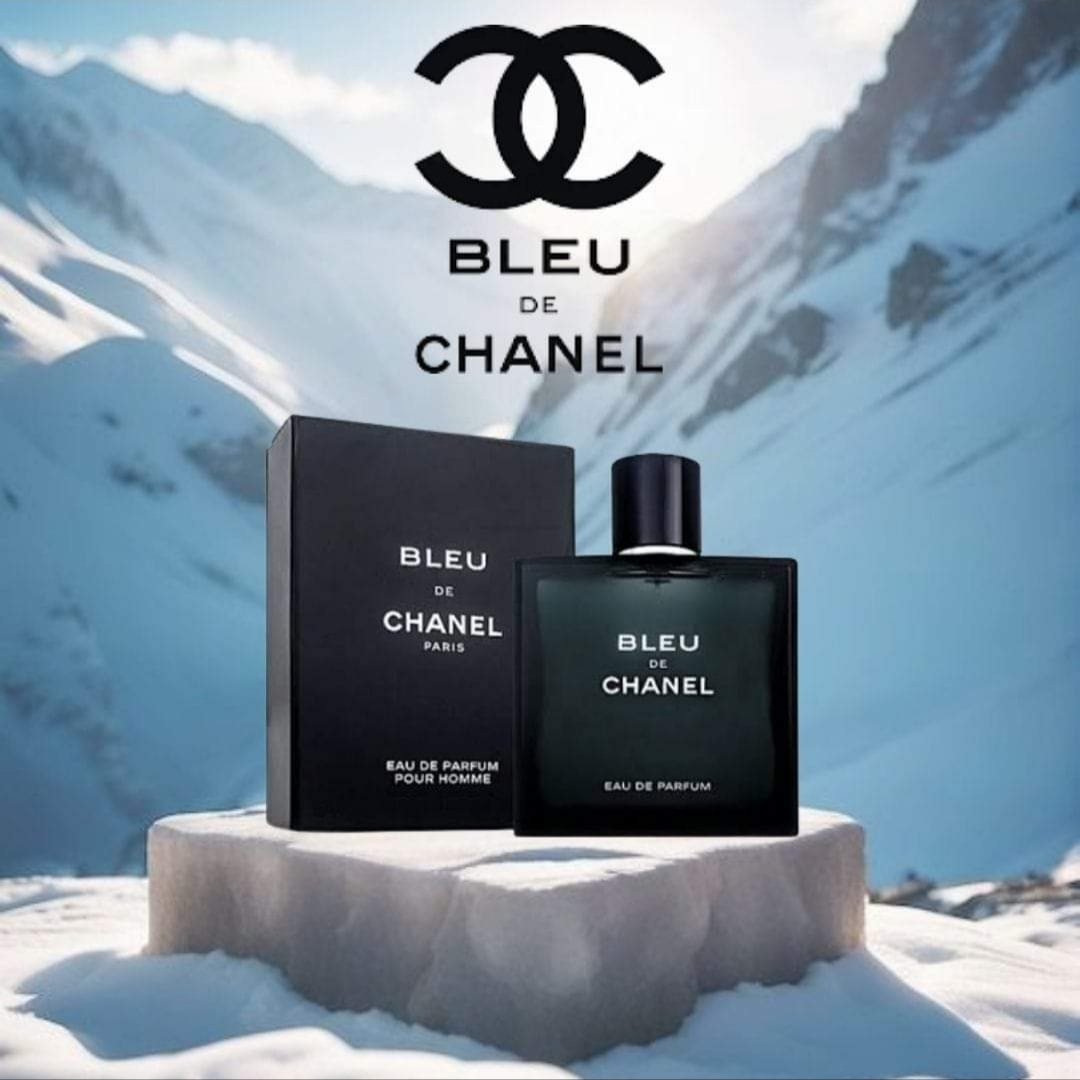 BLEU
DE
CHANEL
BLEU
DE
CHANEL
PARIS
EAU DE PARFUM
POUR HOMME
BLEU
DE
CHANEL
EAU DE PARFUM